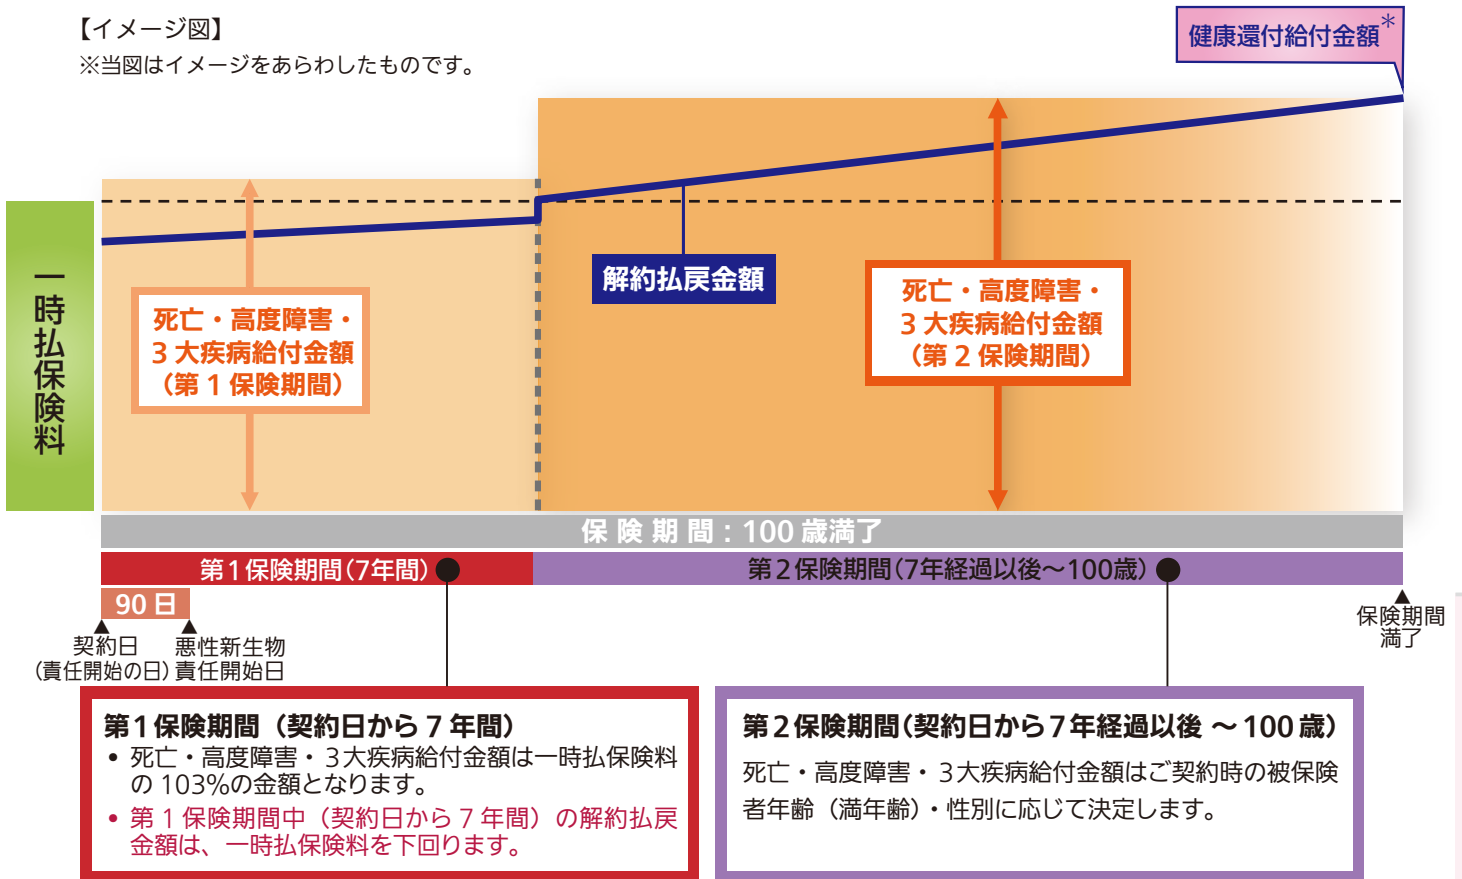 【イメージ図】
※当図はイメージをあらわしたものです。
健康還付給付金額＊
一時払保険料
解約払戻金額
死亡・高度障害・
3大疾病給付金額
（第1保険期間）
死亡・高度障害・
3大疾病給付金額
（第2保険期間）
保険期間：100歳満了
第1保険期間（7年間）
第2保険期間（7年経過以後～100歳）
90日
▲
契約日
（責任開始の日）
▲
悪性新生物
責任開始日
▲
保険期間
満了
第1保険期間（契約日から7年間）
• 死亡・高度障害・3大疾病給付金額は一時払保険料
の103%の金額となります。
• 第1保険期間中（契約日から7年間）の解約払戻
金額は、一時払保険料を下回ります。
第2保険期間（契約日から7年経過以後 ～100歳）
死亡・高度障害・3大疾病給付金額はご契約時の被保険
者年齢（満年齢）・性別に応じて決定します。